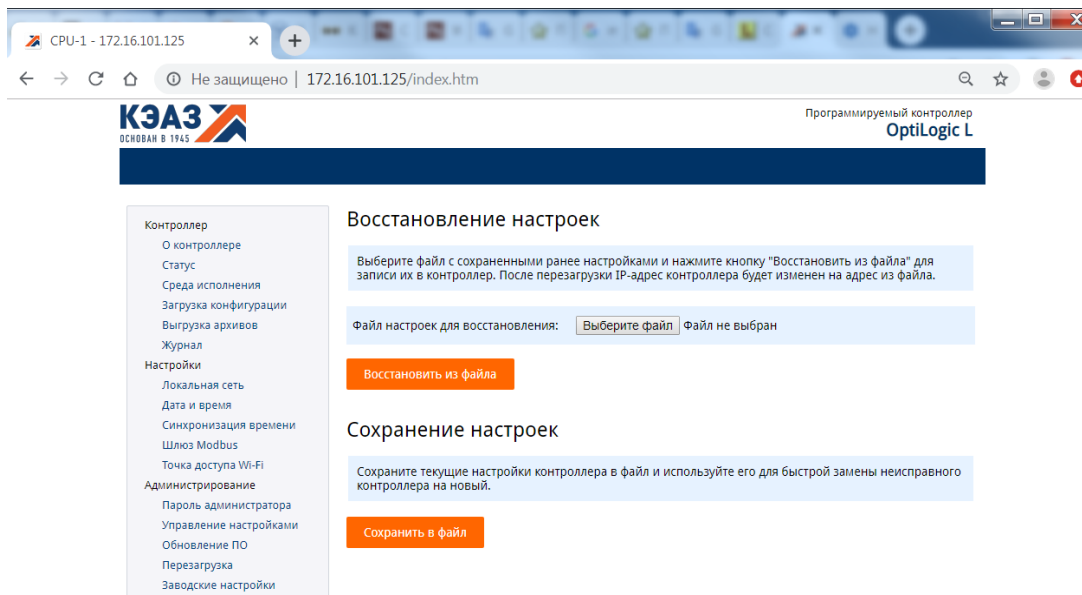 CPU-1 - 172.16.101.125
Не защищено | 172.16.101.125/index.htm
КЭАЗ
ОСНОВАН В 1945
Программируемый контроллер
OptiLogic L
Контроллер
О контроллере
Статус
Среда исполнения
Загрузка конфигурации
Выгрузка архивов
Журнал
Настройки
Локальная сеть
Дата и время
Синхронизация времени
Шлюз Modbus
Точка доступа Wi-Fi
Администрирование
Пароль администратора
Управление настройками
Обновление ПО
Перезагрузка
Заводские настройки
Восстановление настроек
Выберите файл с сохраненными ранее настройками и нажмите кнопку "Восстановить из файла" для
записи их в контроллер. После перезагрузки IP-адрес контроллера будет изменен на адрес из файла.
Файл настроек для восстановления: Выберите файл Файл не выбран
Восстановить из файла
Сохранение настроек
Сохраните текущие настройки контроллера в файл и используйте его для быстрой замены неисправного
контроллера на новый.
Сохранить в файл